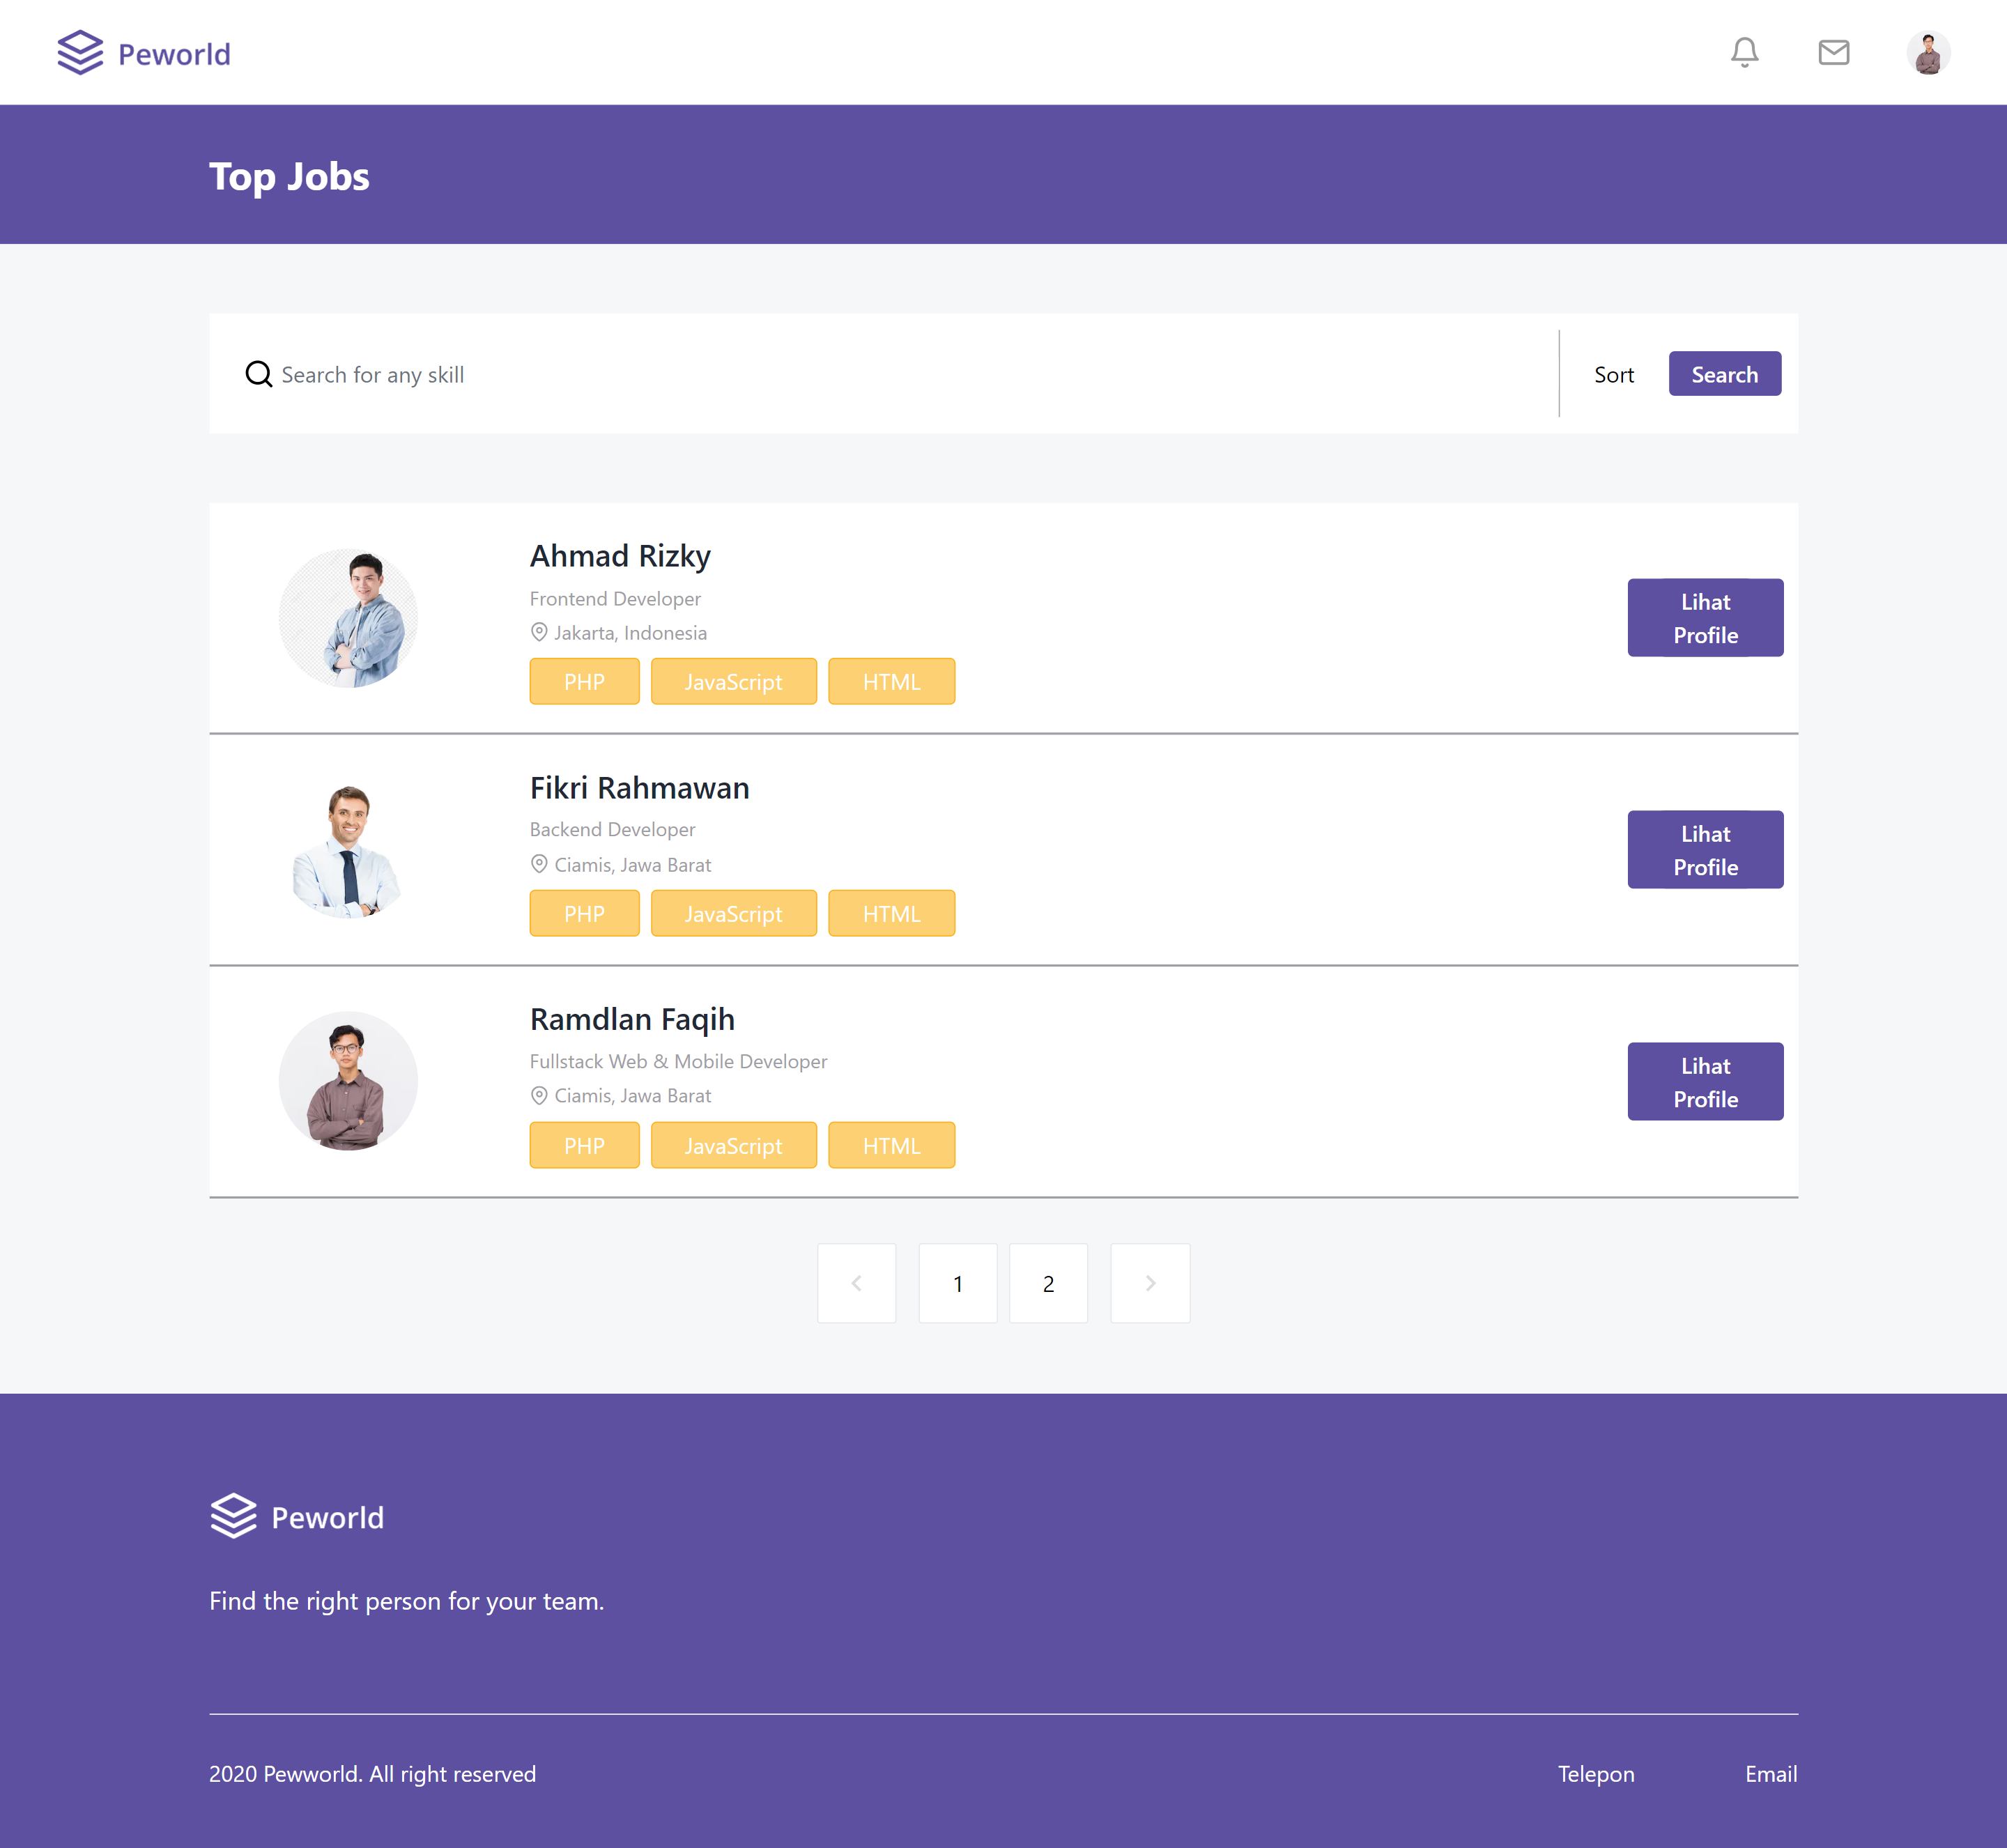 Peworld
Top Jobs
Search for any skill
Sort
Search
Ahmad Rizky
Frontend Developer
Jakarta, Indonesia
PHP
JavaScript
HTML
Lihat
Profile
Fikri Rahmawan
Backend Developer
Ciamis, Jawa Barat
PHP
JavaScript
HTML
Lihat
Profile
Ramdlan Faqih
Fullstack Web & Mobile Developer
Ciamis, Jawa Barat
PHP
JavaScript
HTML
Lihat
Profile
1
2
Peworld
Find the right person for your team.
2020 Pewworld. All right reserved
Telepon
Email